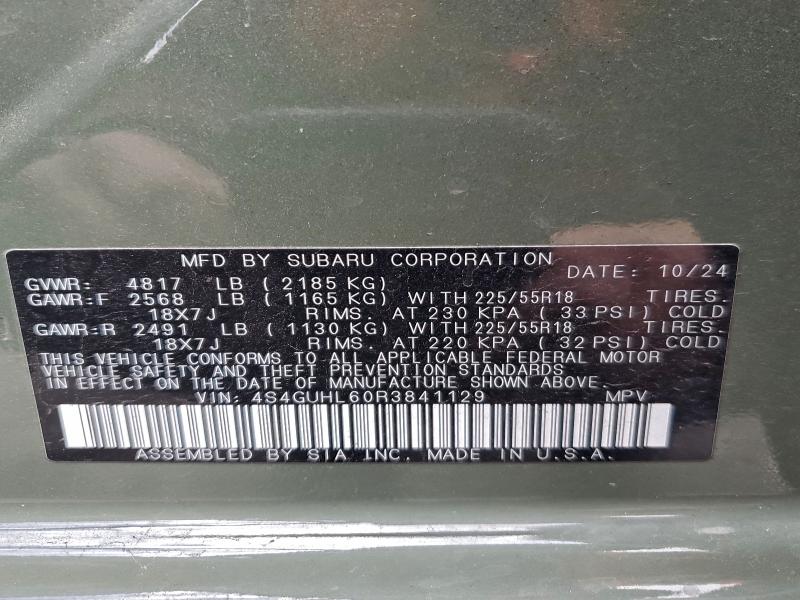 MFD BY SUBARU CORPORATION DATE: 10/24
GVWR: 4817 LB ( 2185 KG)
GAWR:F 2568 LB ( 1165 KG) WITH 225/55R18 TIRES.
18X7J RIMS. AT 230 KPA ( 33 PSI) COLD
GAWR:R 2491 LB ( 1130 KG) WITH 225/55R18 TIRES.
18X7J RIMS. AT 220 KPA ( 32 PSI) COLD
THIS VEHICLE CONFORMS TO ALL APPLICABLE FEDERAL MOTOR
VEHICLE SAFETY AND THEFT PREVENTION STANDARDS
IN EFFECT ON THE DATE OF MANUFACTURE SHOWN ABOVE.
VIN: 4S4GUHL60R3841129 MPV
ASSEMBLED BY SIA INC. MADE IN U.S.A.